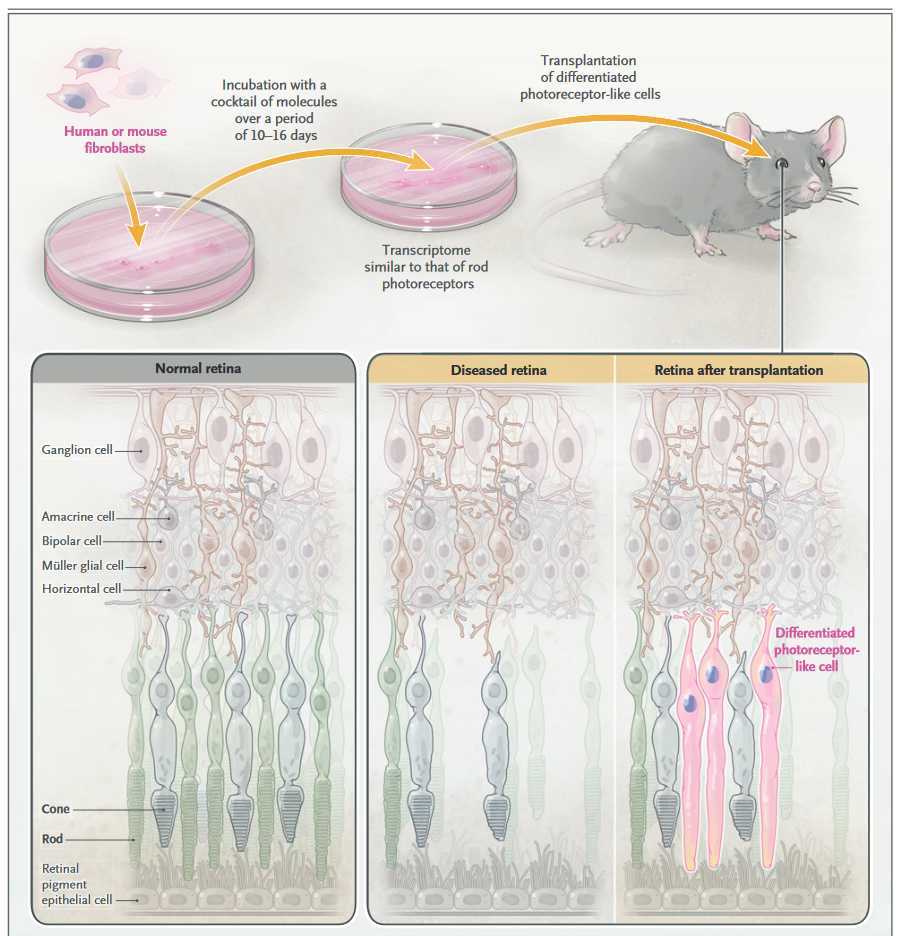 Human or mouse
fibroblasts
Incubation with a
cocktail of molecules
over a period
of 10–16 days
Transcriptome
similar to that of rod
photoreceptors
Transplantation
of differentiated
photoreceptor-like cells
Normal retina
Ganglion cell
Amacrine cell
Bipolar cell
Müller glial cell
Horizontal cell
Cone
Rod
Retinal
pigment
epithelial cell
Diseased retina
Retina after transplantation
Differentiated
photoreceptor-
like cell